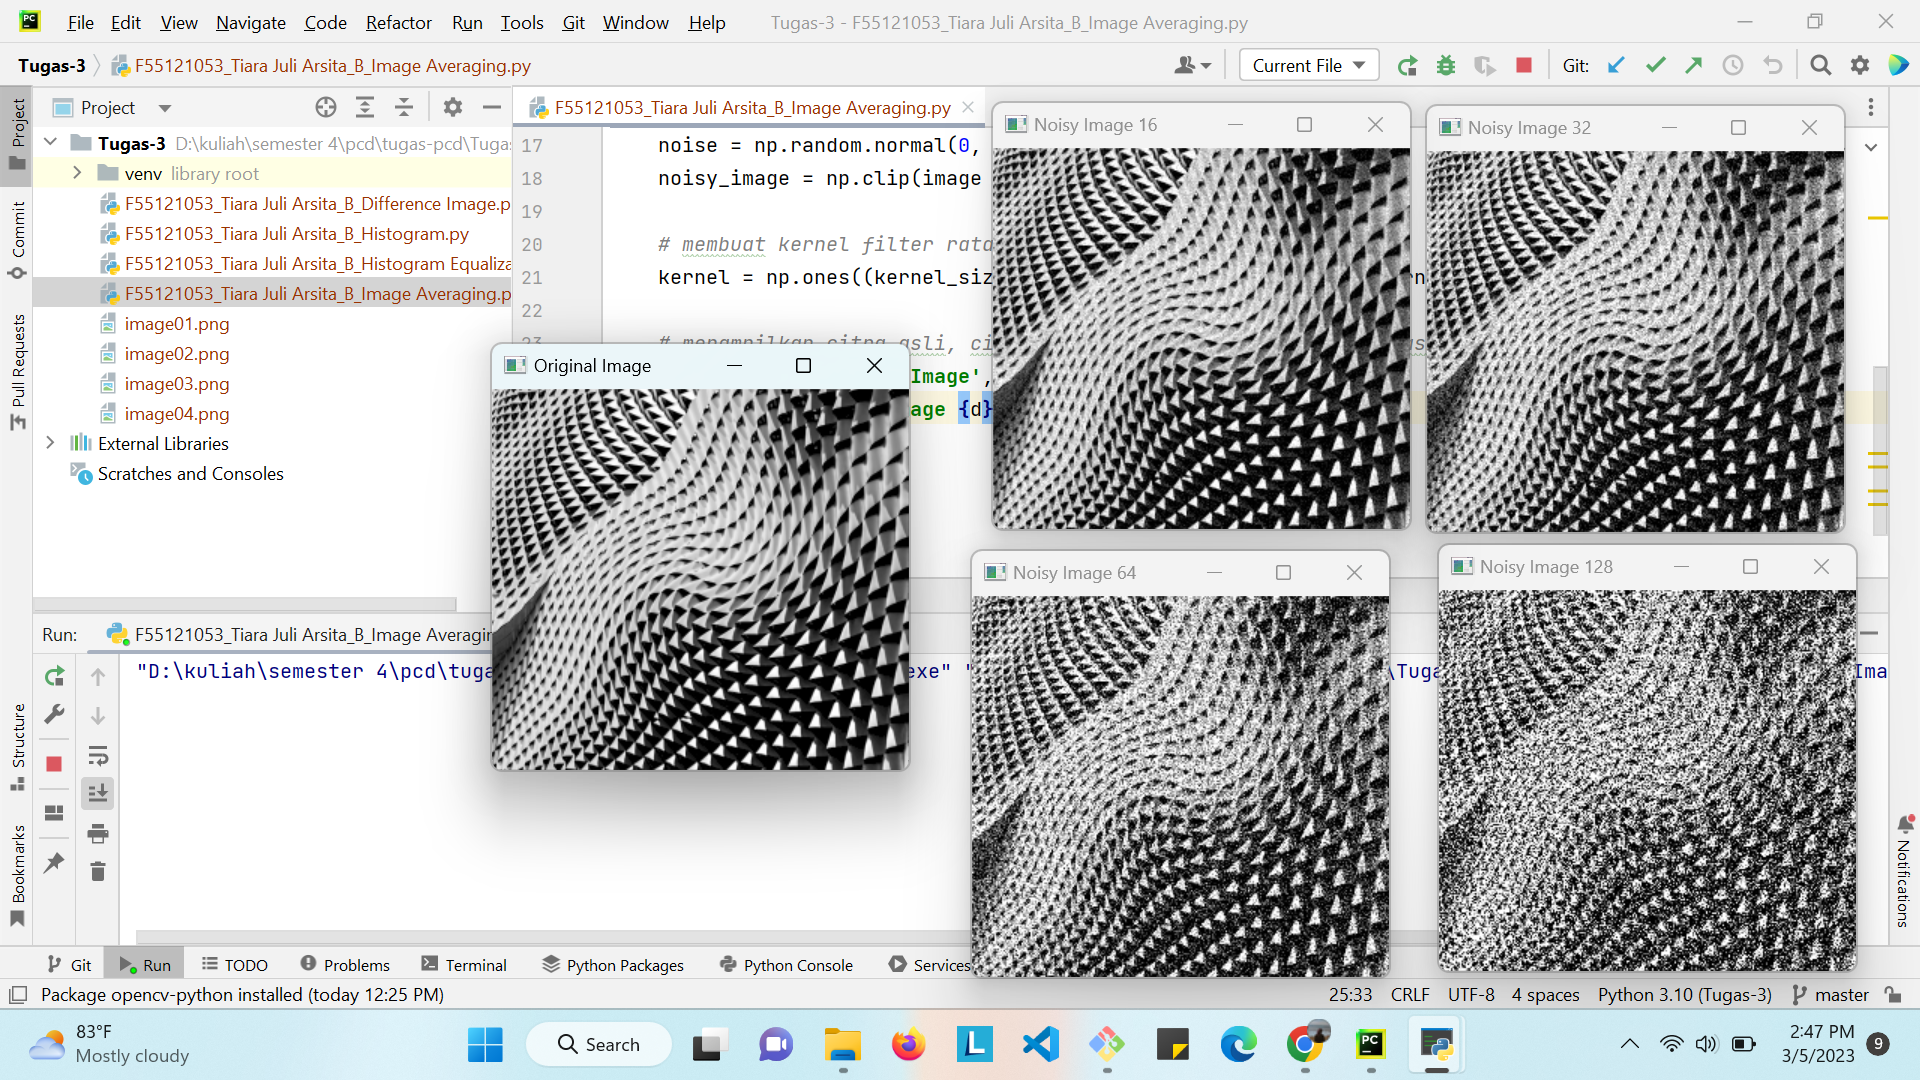 File Edit View Navigate Code Refactor Run Tools Git Window Help Tugas-3 - F55121053_Tiara Juli Arsita_B_Image Averaging.py
Tugas-3 F55121053_Tiara Juli Arsita_B_Image Averaging.py Current File Git:
Project
F55121053_Tiara Juli Arsita_B_Image Averaging.py
Tugas-3 D:\kuliah\semester 4\pcd\tugas-pcd\Tugas
venv library root
F55121053_Tiara Juli Arsita_B_Difference Image.p
F55121053_Tiara Juli Arsita_B_Histogram.py
F55121053_Tiara Juli Arsita_B_Histogram Equaliza
F55121053_Tiara Juli Arsita_B_Image Averaging.p
image01.png
image02.png
image03.png
image04.png
External Libraries
Scratches and Consoles
17 noise = np.random.normal(0,
18 noisy_image = np.clip(image
19
20 # membuat kernel filter rata
21 kernel = np.ones((kernel_siz
22
23 # menampilkan citra asli, ci
Image',
age {d}
Original Image
Noisy Image 16
Noisy Image 32
Noisy Image 64
Noisy Image 128
Project
Commit
Pull Requests
Structure
Bookmarks
Notifications
Run: F55121053_Tiara Juli Arsita_B_Image Averagin
"D:\kuliah\semester 4\pcd\tuga exe" " \Tuga Ima
Git Run TODO Problems Terminal Python Packages Python Console Services
Package opencv-python installed (today 12:25 PM) 25:33 CRLF UTF-8 4 spaces Python 3.10 (Tugas-3) master
83°F
Mostly cloudy
Search
2:47 PM
3/5/2023
9